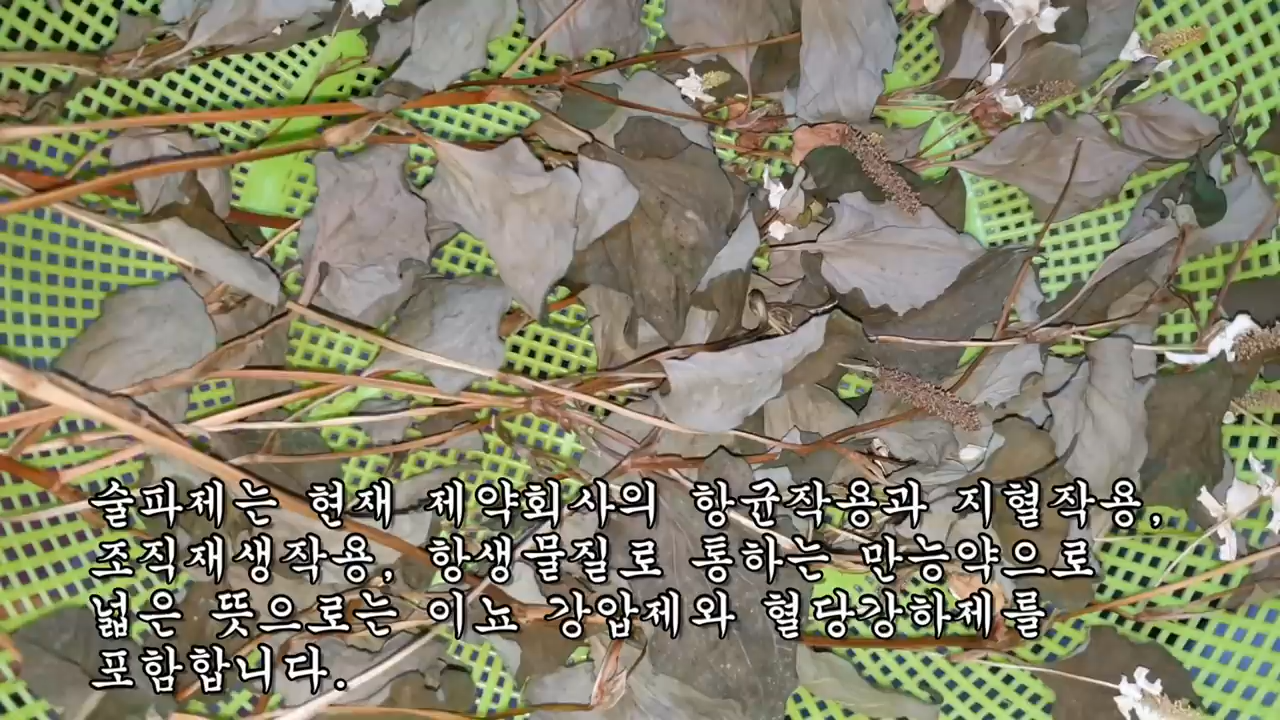 술파제는 현재 제약회사의 항균작용과 지혈작용,
조직재생작용, 항생물질로 통하는 만능약으로
넓은 뜻으로는 이뇨 강압제와 혈당강하제를
포함합니다.